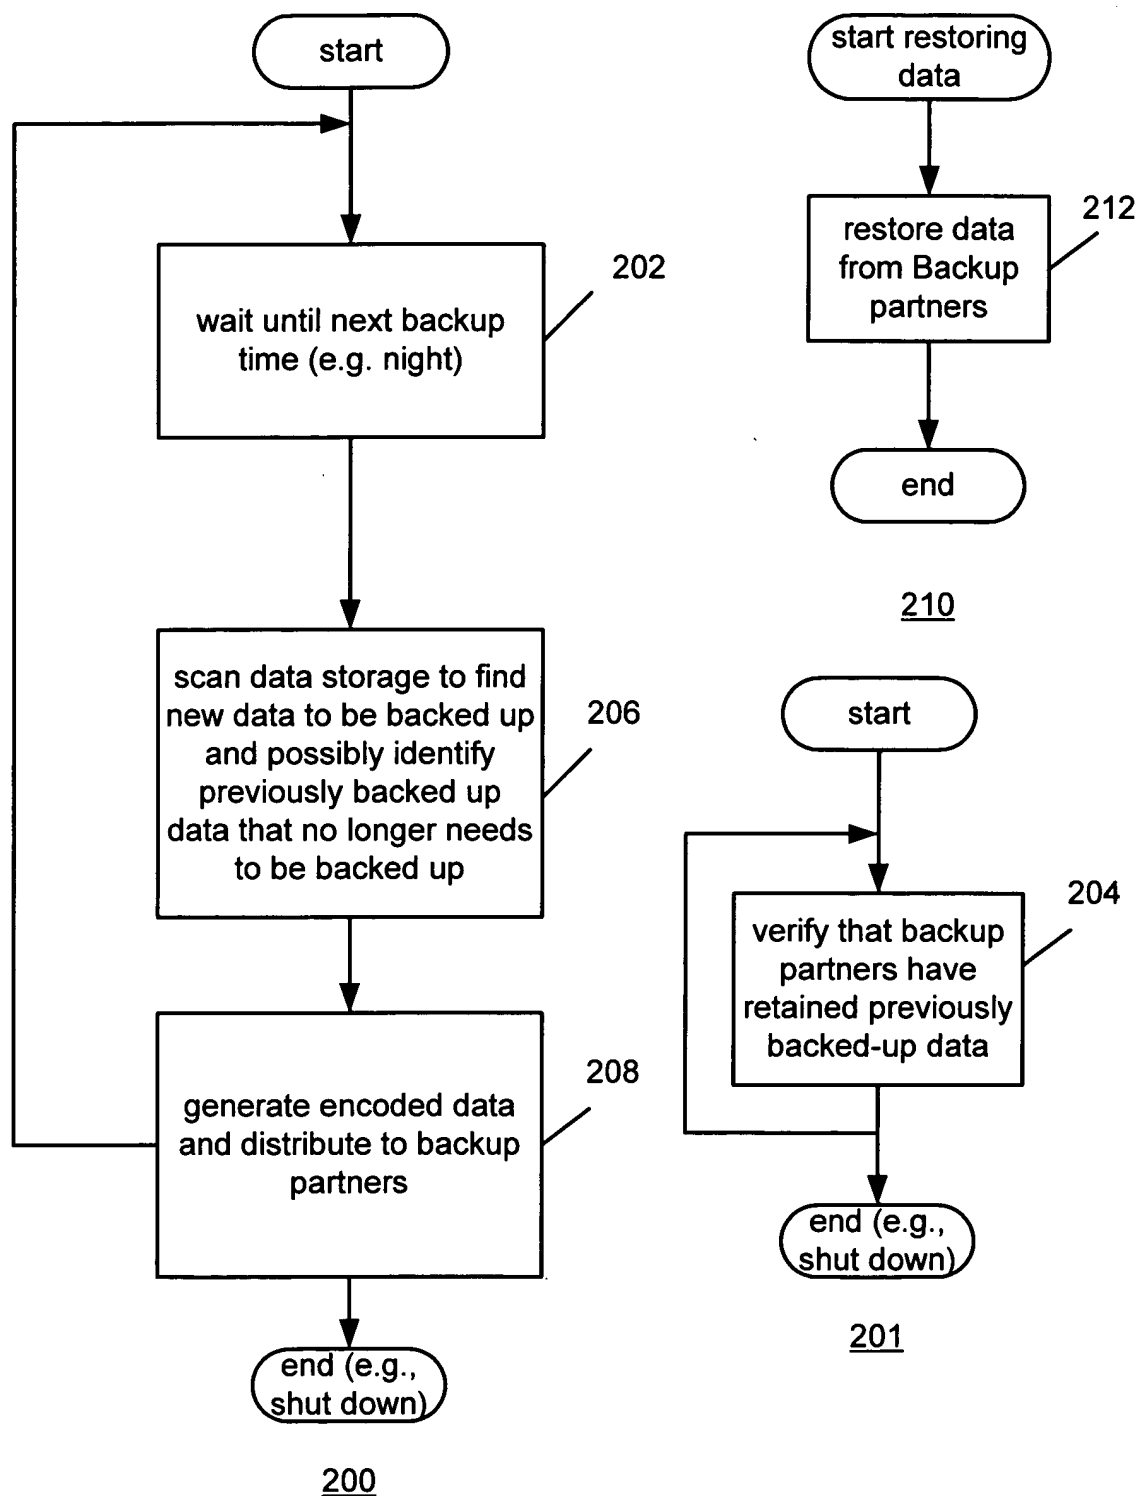 start
wait until next backup
time (e.g. night)
202
scan data storage to find
new data to be backed up
and possibly identify
previously backed up
data that no longer needs
to be backed up
206
generate encoded data
and distribute to backup
partners
208
end (e.g.,
shut down)
200
start restoring
data
restore data
from Backup
partners
212
end
210
start
verify that backup
partners have
retained previously
backed-up data
204
end (e.g.,
shut down)
201